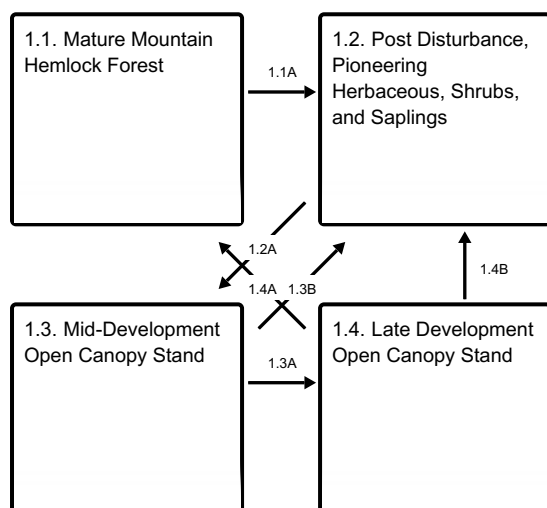 1.1. Mature Mountain
Hemlock Forest
1.1A
1.2. Post Disturbance,
Pioneering
Herbaceous, Shrubs,
and Saplings
1.2A
1.4A
1.3B
1.4B
1.3. Mid-Development
Open Canopy Stand
1.3A
1.4. Late Development
Open Canopy Stand